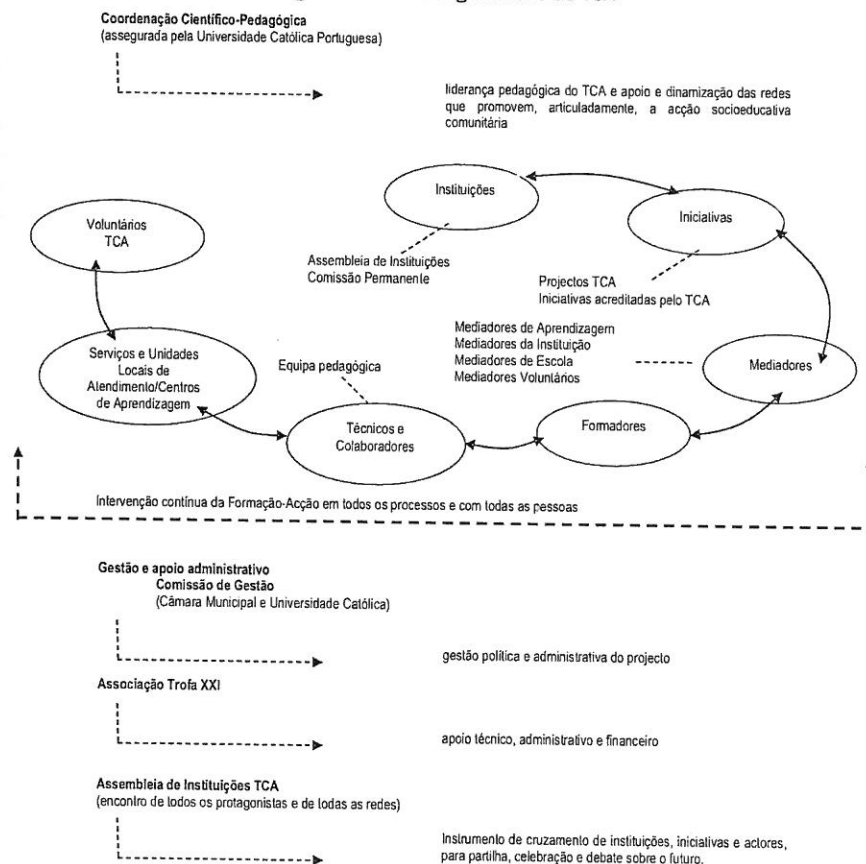 Coordenação Científico-Pedagógica
(assegurada pela Universidade Católica Portuguesa)
liderança pedagógica do TCA e apoio e dinamização das redes
que promovem, articuladamente, a acção socioeducativa
comunitária
Instituições
Iniciativas
Voluntários
TCA
Assembleia de Instituições
Comissão Permanente
Projectos TCA
Iniciativas acreditadas pelo TCA
Mediadores de Aprendizagem
Mediadores da Instituição
Mediadores de Escola
Mediadores Voluntários
Mediadores
Serviços e Unidades
Locais de
Atendimento/Centros
de Aprendizagem
Equipa pedagógica
Técnicos e
Colaboradores
Formadores
Intervenção contínua da Formação-Acção em todos os processos e com todas as pessoas
Gestão e apoio administrativo
Comissão de Gestão
(Câmara Municipal e Universidade Católica)
gestão política e administrativa do projecto
Associação Trofa XXI
apoio técnico, administrativo e financeiro
Assembleia de Instituições TCA
(encontro de todos os protagonistas e de todas as redes)
Instrumento de cruzamento de instituições, iniciativas e actores,
para partilha, celebração e debate sobre o futuro.